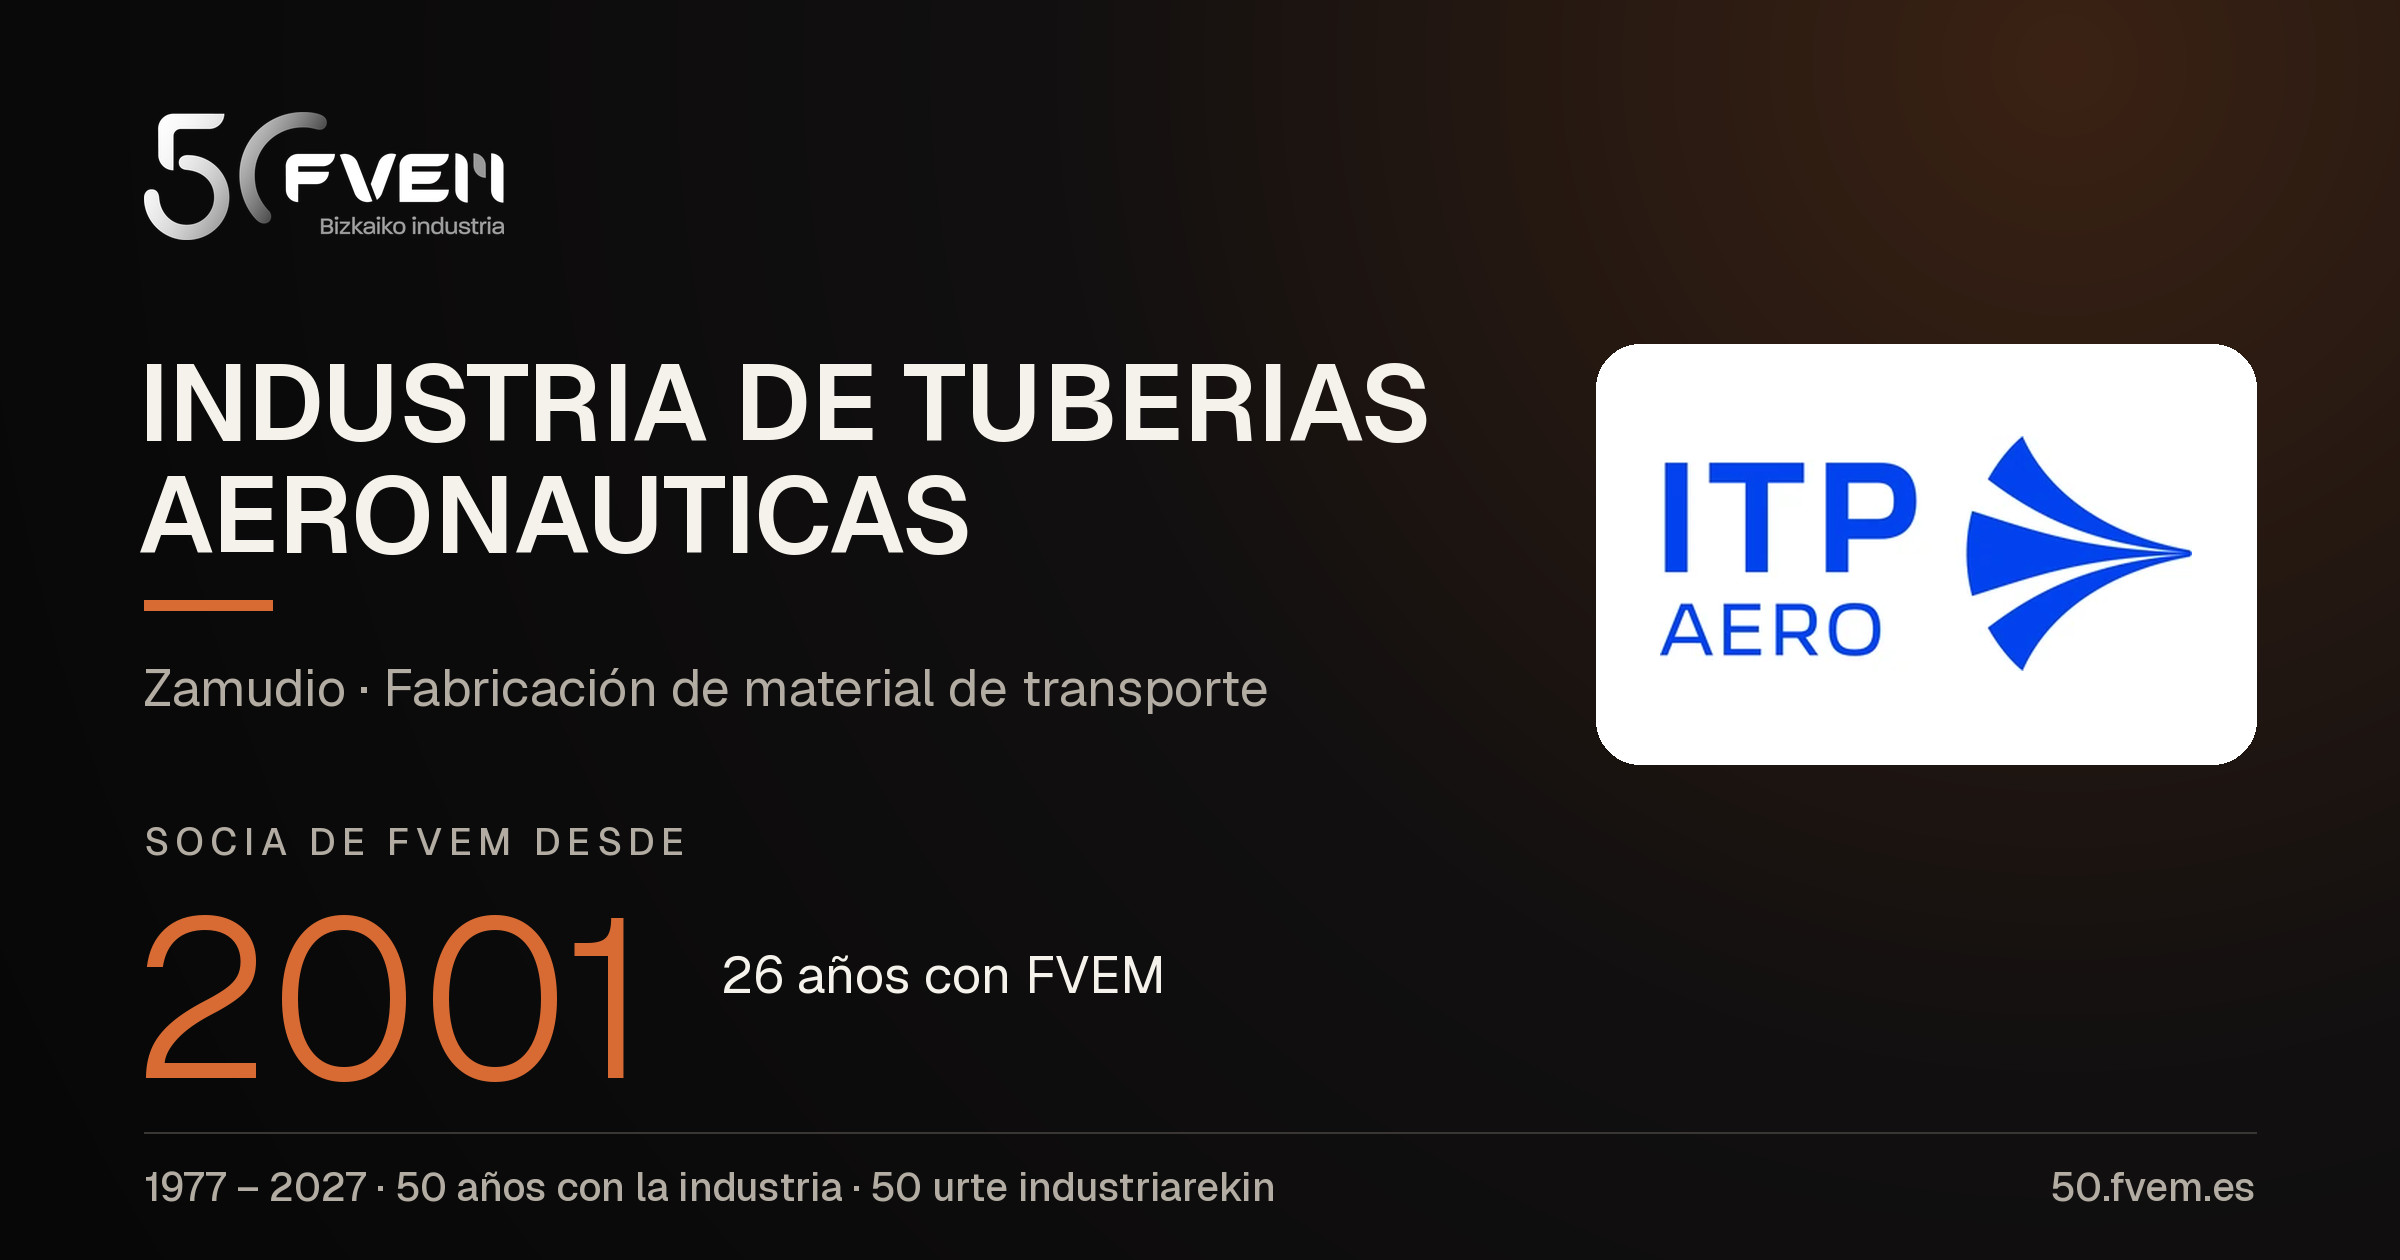 50 FVEM
Bizkaiko industria
INDUSTRIA DE TUBERIAS
AERONAUTICAS
ITP
AERO
Zamudio · Fabricación de material de transporte
SOCIA DE FVEM DESDE
2001
26 años con FVEM
1977 – 2027 · 50 años con la industria · 50 urte industriarekin
50.fvem.es